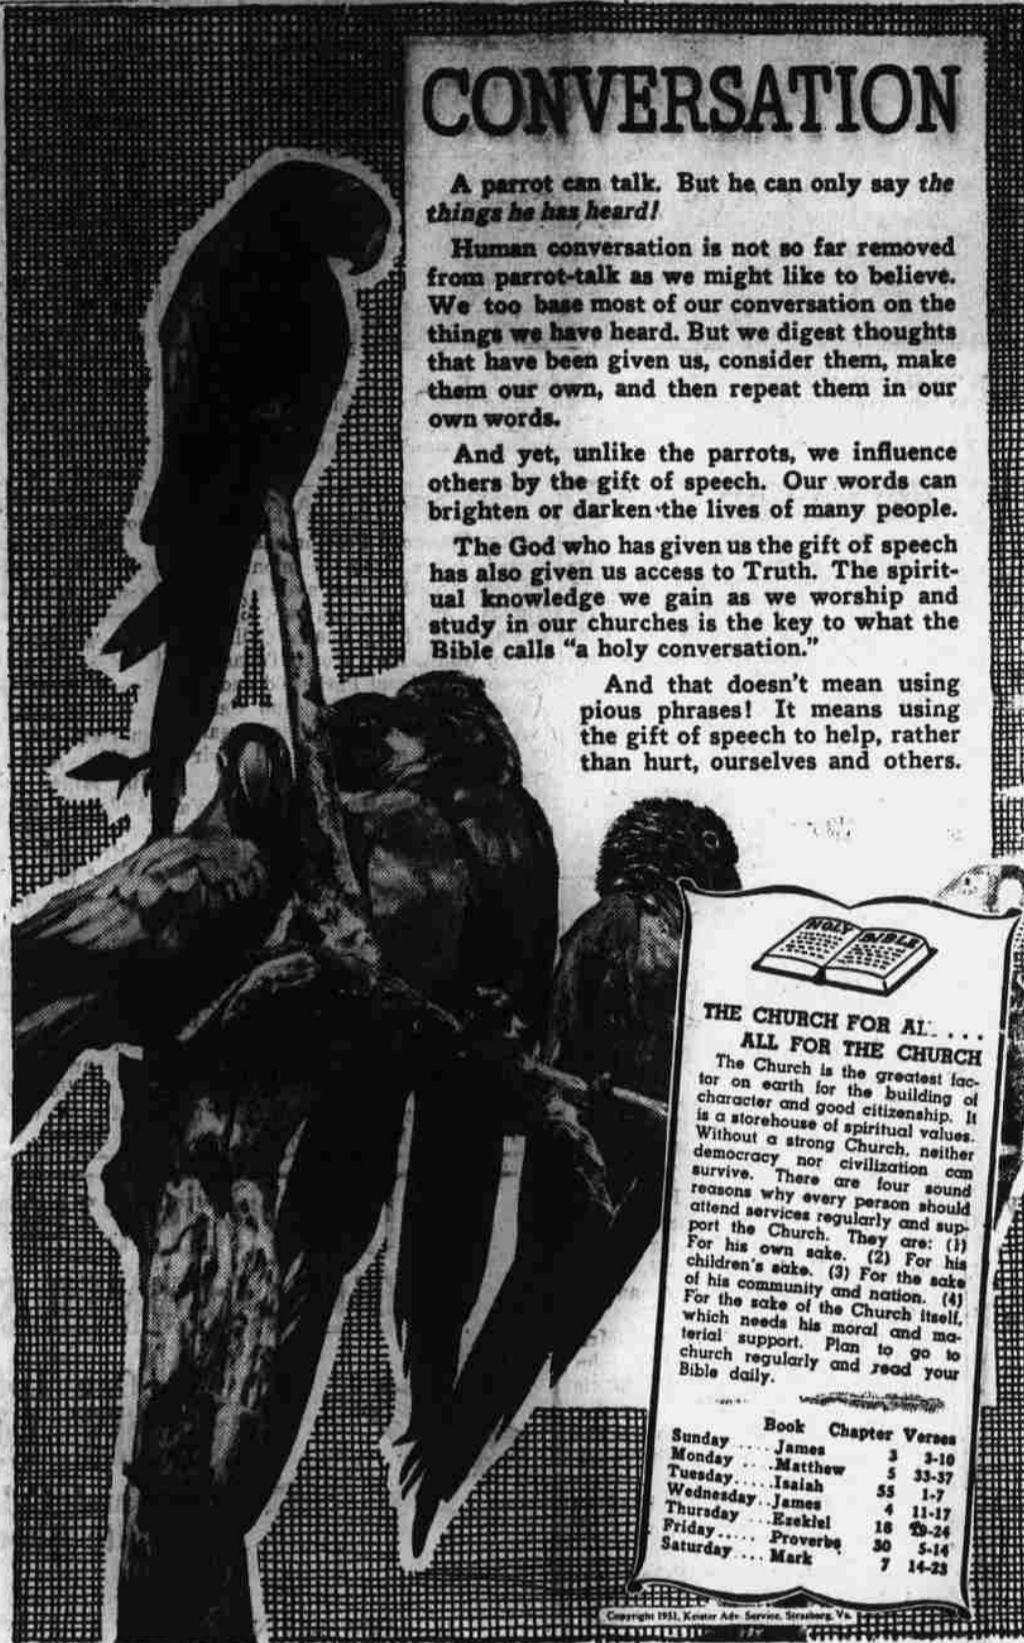 CONVERSATION
A parrot can talk. But he can only say the
things he has heard!
Human conversation is not so far removed
from parrot-talk as we might like to believe.
We too base most of our conversation on the
things we have heard. But we digest thoughts
that have been given us, consider them, make
them our own, and then repeat them in our
own words.
And yet, unlike the parrots, we influence
others by the gift of speech. Our words can
brighten or darken the lives of many people.
The God who has given us the gift of speech
has also given us access to Truth. The spirit-
ual knowledge we gain as we worship and
study in our churches is the key to what the
Bible calls "a holy conversation."
And that doesn't mean using
pious phrases! It means using
the gift of speech to help, rather
than hurt, ourselves and others.
HOLY BIBLE
THE CHURCH FOR . . .
ALL FOR THE CHURCH
The Church is the greatest fac-
tor on earth for the building of
character and good citizenship. It
is a storehouse of spiritual values.
Without a strong Church, neither
democracy nor civilization can
survive. There are four sound
reasons why every person should
attend services regularly and sup-
port the Church. They are: (1)
For his own sake. (2) For his
children's sake. (3) For the sake
of his community and nation. (4)
For the sake of the Church itself,
which needs his moral and ma-
terial support. Plan to go to
church regularly and read your
Bible daily.
Book Chapter Verses
Sunday .... James 3 3-10
Monday .... Matthew 5 33-37
Tuesday..... Isaiah 55 1-7
Wednesday.. James 4 11-17
Thursday ... Ezekiel 18
Friday..... Proverbs 30 5-14
Saturday .... Mark 7 14-23
Copyright 1951, Keister Adv. Service, Strasburg, Va.